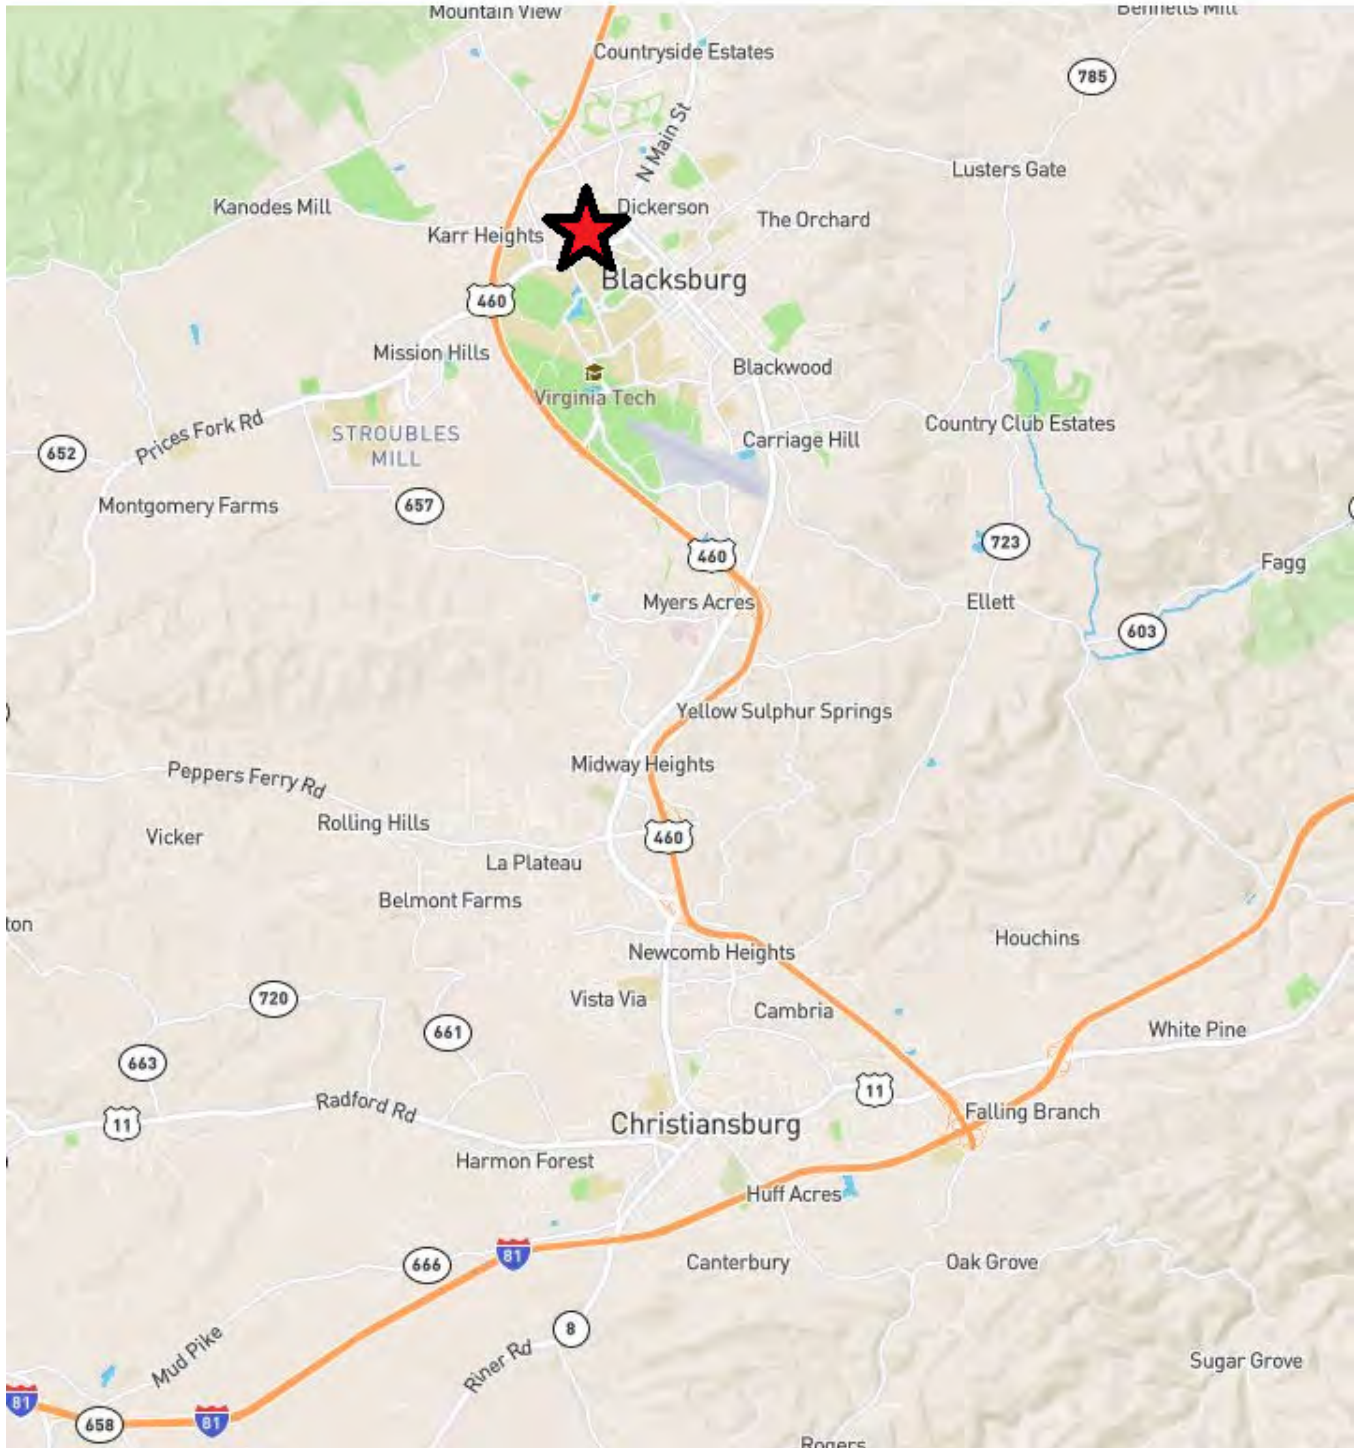 Mountain View
Bennetts Mill
Countryside Estates
785
N Main St
Lusters Gate
Kanodes Mill
Dickerson
The Orchard
Karr Heights
Blacksburg
460
Mission Hills
Blackwood
Virginia Tech
Prices Fork Rd
STROUBLES
MILL
Country Club Estates
Carriage Hill
652
Montgomery Farms
657
723
460
Fagg
Myers Acres
Ellett
603
Yellow Sulphur Springs
Midway Heights
Peppers Ferry Rd
Rolling Hills
Vicker
460
La Plateau
Belmont Farms
ton
Houchins
Newcomb Heights
720
Vista Via
Cambria
661
White Pine
663
11
Radford Rd
11
Falling Branch
Christiansburg
Harmon Forest
Huff Acres
81
666
Canterbury
Oak Grove
8
Mud Pike
Riner Rd
Sugar Grove
81
81
658
Rogers